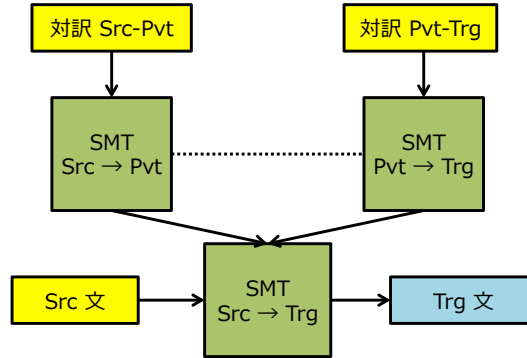 対訳 Src-Pvt
対訳 Pvt-Trg
SMT
Src → Pvt
SMT
Pvt → Trg
Src 文
SMT
Src → Trg
Trg 文